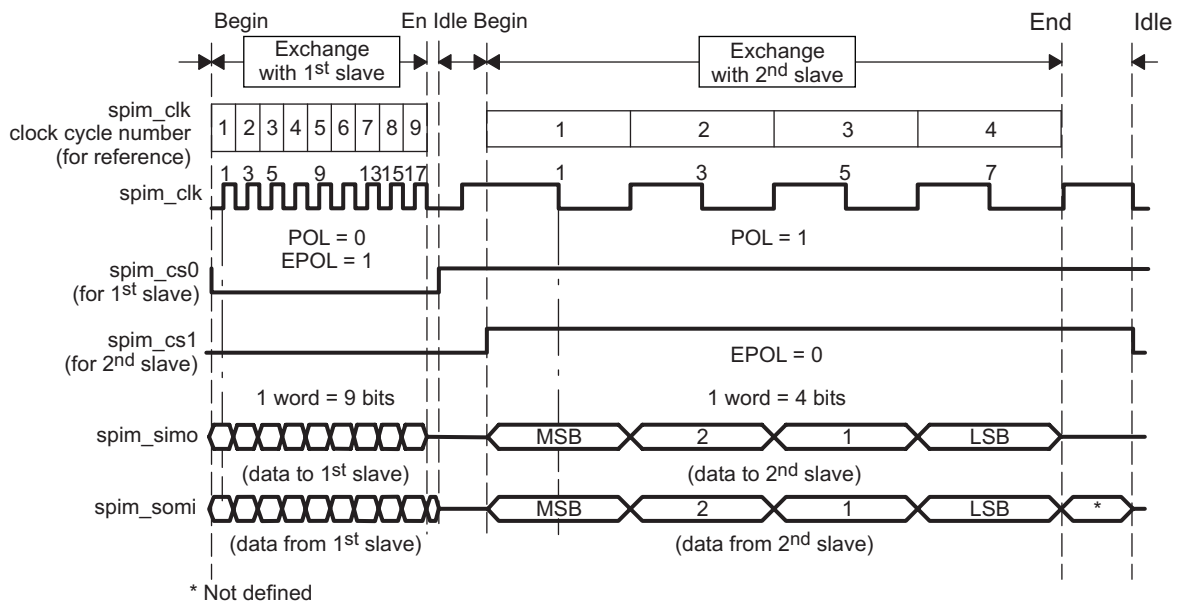 Begin En Idle Begin End Idle
Exchange
with 1st slave
Exchange
with 2nd slave
spim_clk
clock cycle number
(for reference)
1 2 3 4 5 6 7 8 9 1 2 3 4
1 3 5 9 13 15 17 1 3 5 7
spim_clk
POL = 0 POL = 1
EPOL = 1
spim_cs0
(for 1st slave)
spim_cs1
(for 2nd slave)
EPOL = 0
1 word = 9 bits 1 word = 4 bits
spim_simo MSB 2 1 LSB
(data to 1st slave) (data to 2nd slave)
spim_somi MSB 2 1 LSB *
(data from 1st slave) (data from 2nd slave)
* Not defined